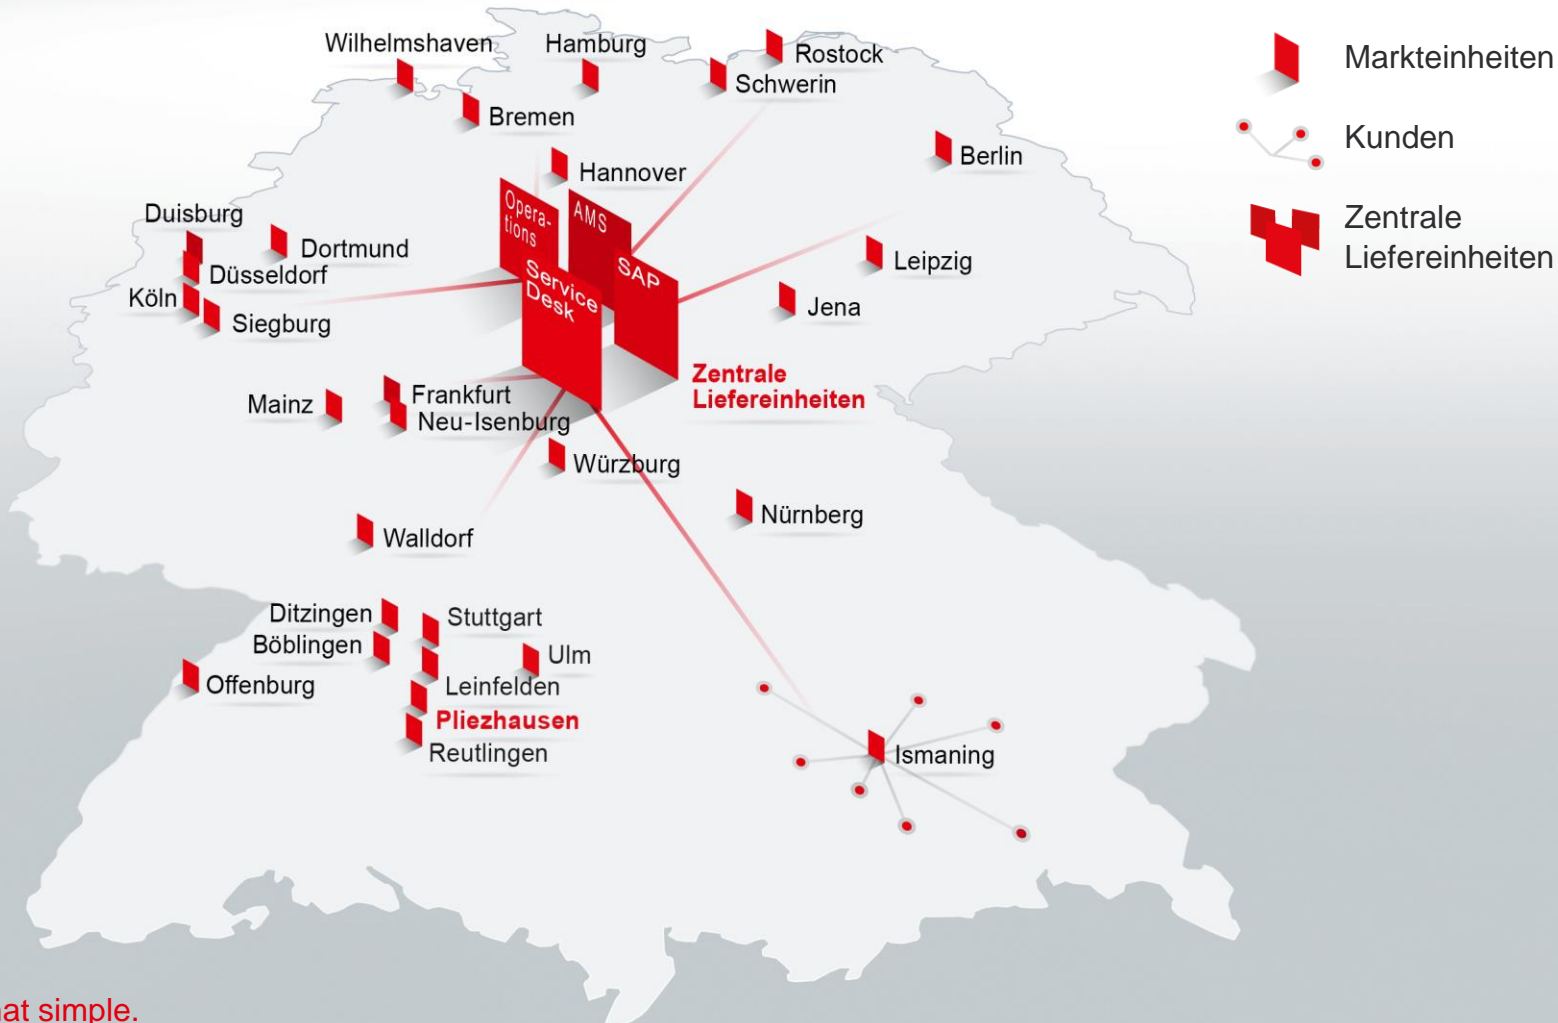 Wilhelmshaven
Hamburg
Rostock
Schwerin
Bremen
Berlin
Hannover
Duisburg
Dortmund
Düsseldorf
Köln
Siegburg
Opera-
tions
AMS
Service
Desk
SAP
Leipzig
Jena
Zentrale
Liefereinheiten
Mainz
Frankfurt
Neu-Isenburg
Würzburg
Nürnberg
Walldorf
Ditzingen
Stuttgart
Böblingen
Ulm
Offenburg
Leinfelden
Pliezhausen
Reutlingen
Ismaning
Markteinheiten
Kunden
Zentrale
Liefereinheiten
simple.